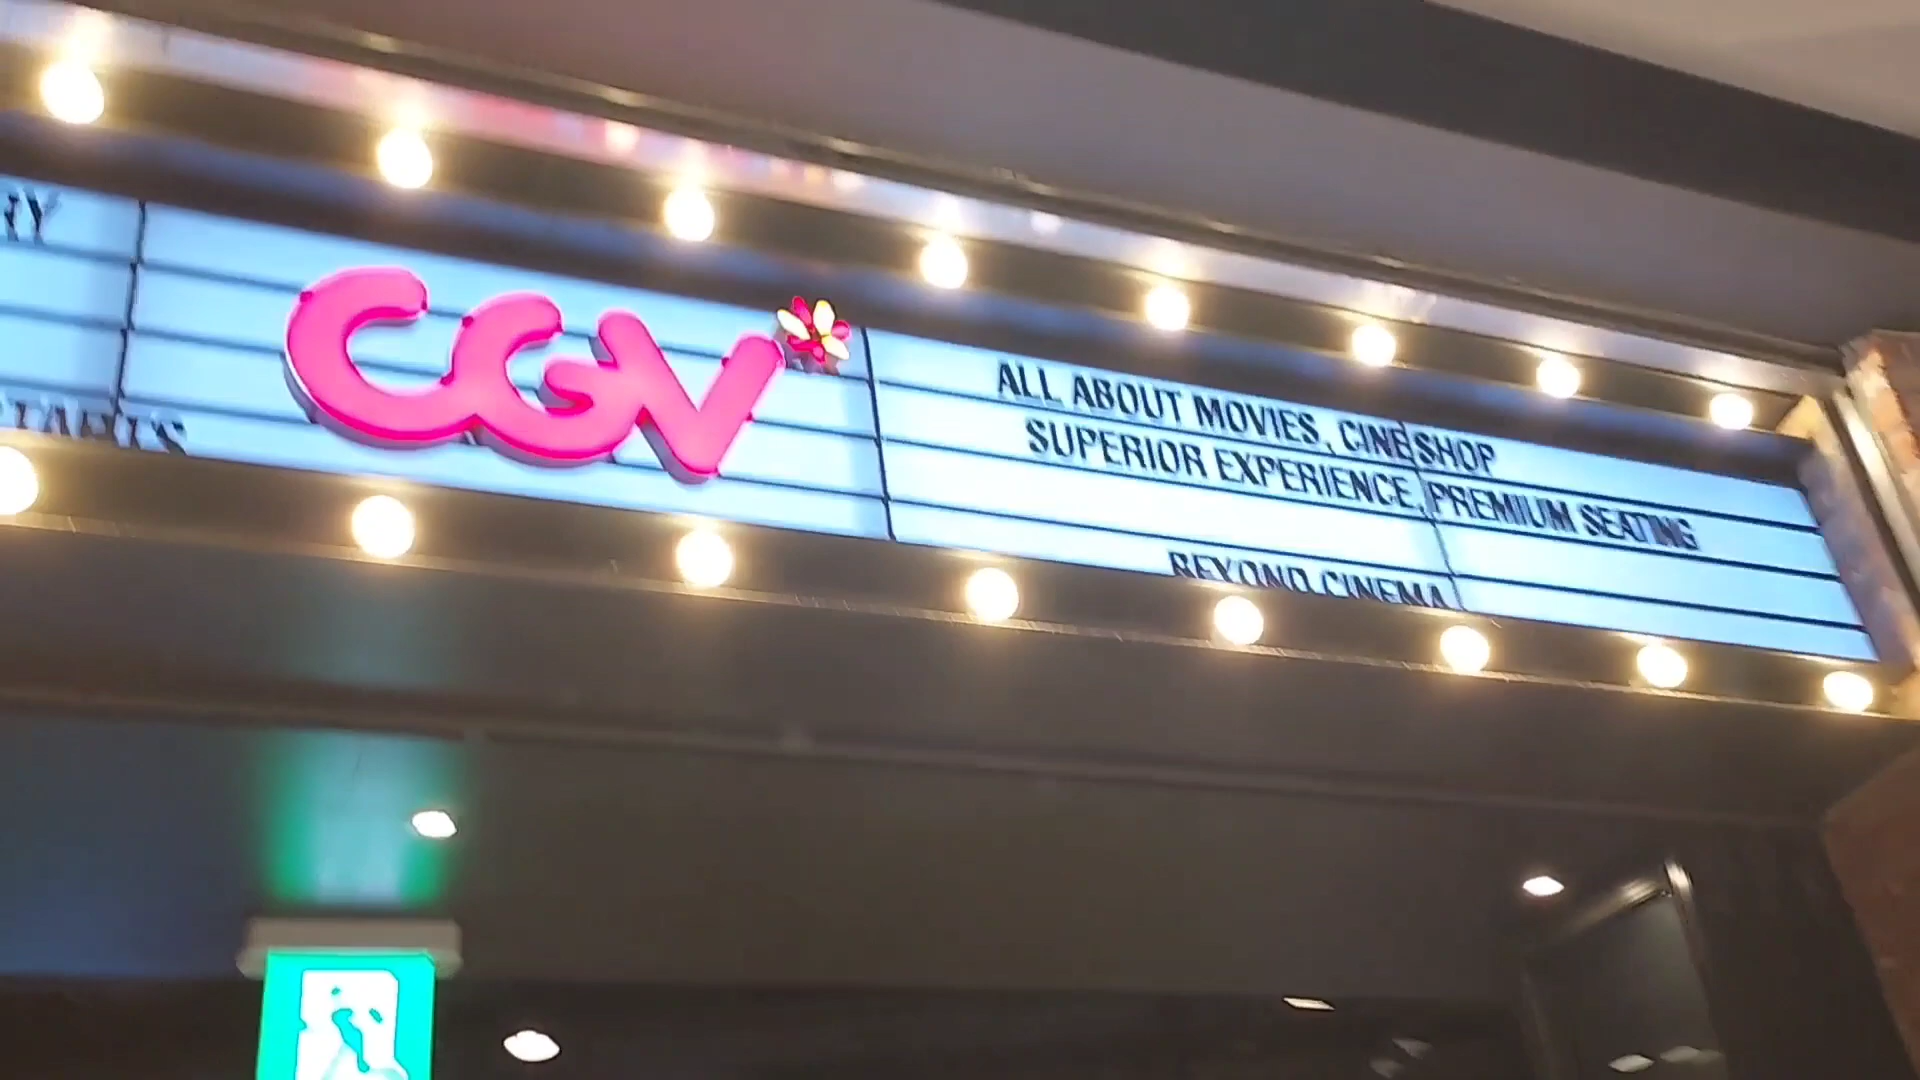 CGV
ALL ABOUT MOVIES, CINE SHOP
SUPERIOR EXPERIENCE, PREMIUM SEATING
BEYOND CINEMA